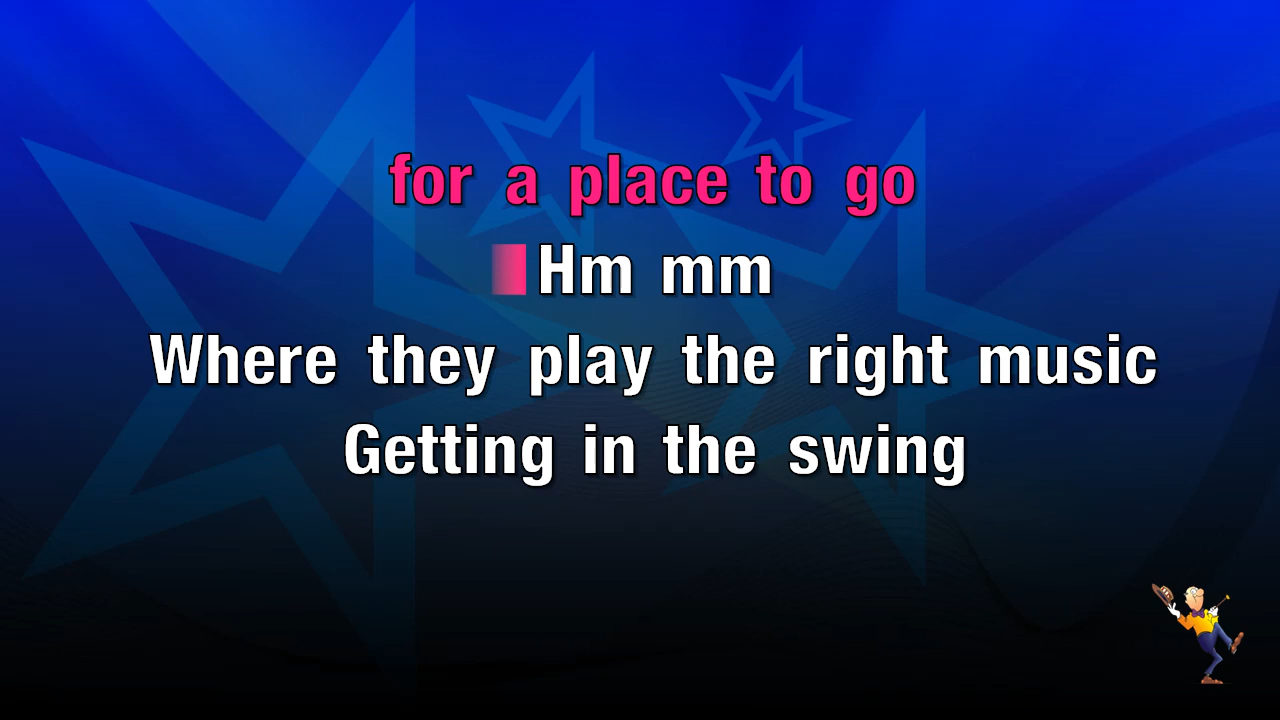 for a place to go
Hm mm
Where they play the right music
Getting in the swing